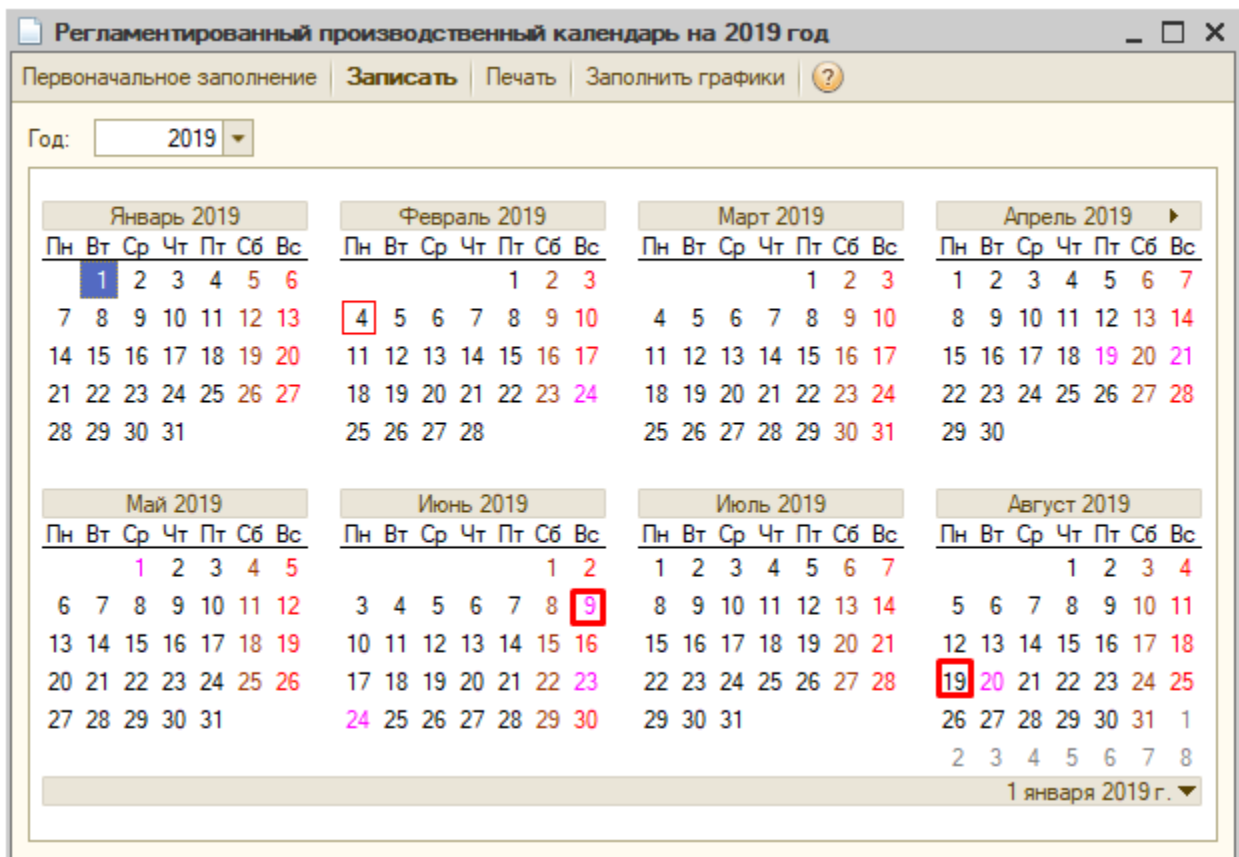 Регламентированный производственный календарь на 2019 год
Первоначальное заполнение Записать Печать Заполнить графики ?
Год: 2019
Январь 2019 Февраль 2019 Март 2019 Апрель 2019
Пн Вт Ср Чт Пт Сб Вс Пн Вт Ср Чт Пт Сб Вс Пн Вт Ср Чт Пт Сб Вс Пн Вт Ср Чт Пт Сб Вс
1 2 3 4 5 6 1 2 3 1 2 3 1 2 3 4 5 6 7
7 8 9 10 11 12 13 4 5 6 7 8 9 10 4 5 6 7 8 9 10 8 9 10 11 12 13 14
14 15 16 17 18 19 20 11 12 13 14 15 16 17 11 12 13 14 15 16 17 15 16 17 18 19 20 21
21 22 23 24 25 26 27 18 19 20 21 22 23 24 18 19 20 21 22 23 24 22 23 24 25 26 27 28
28 29 30 31 25 26 27 28 25 26 27 28 29 30 31 29 30
Май 2019 Июнь 2019 Июль 2019 Август 2019
Пн Вт Ср Чт Пт Сб Вс Пн Вт Ср Чт Пт Сб Вс Пн Вт Ср Чт Пт Сб Вс Пн Вт Ср Чт Пт Сб Вс
1 2 3 4 5 1 2 1 2 3 4 5 6 7 1 2 3 4
6 7 8 9 10 11 12 3 4 5 6 7 8 9 8 9 10 11 12 13 14 5 6 7 8 9 10 11
13 14 15 16 17 18 19 10 11 12 13 14 15 16 15 16 17 18 19 20 21 12 13 14 15 16 17 18
20 21 22 23 24 25 26 17 18 19 20 21 22 23 22 23 24 25 26 27 28 19 20 21 22 23 24 25
27 28 29 30 31 24 25 26 27 28 29 30 29 30 31 26 27 28 29 30 31 1
2 3 4 5 6 7 8
1 января 2019 г.